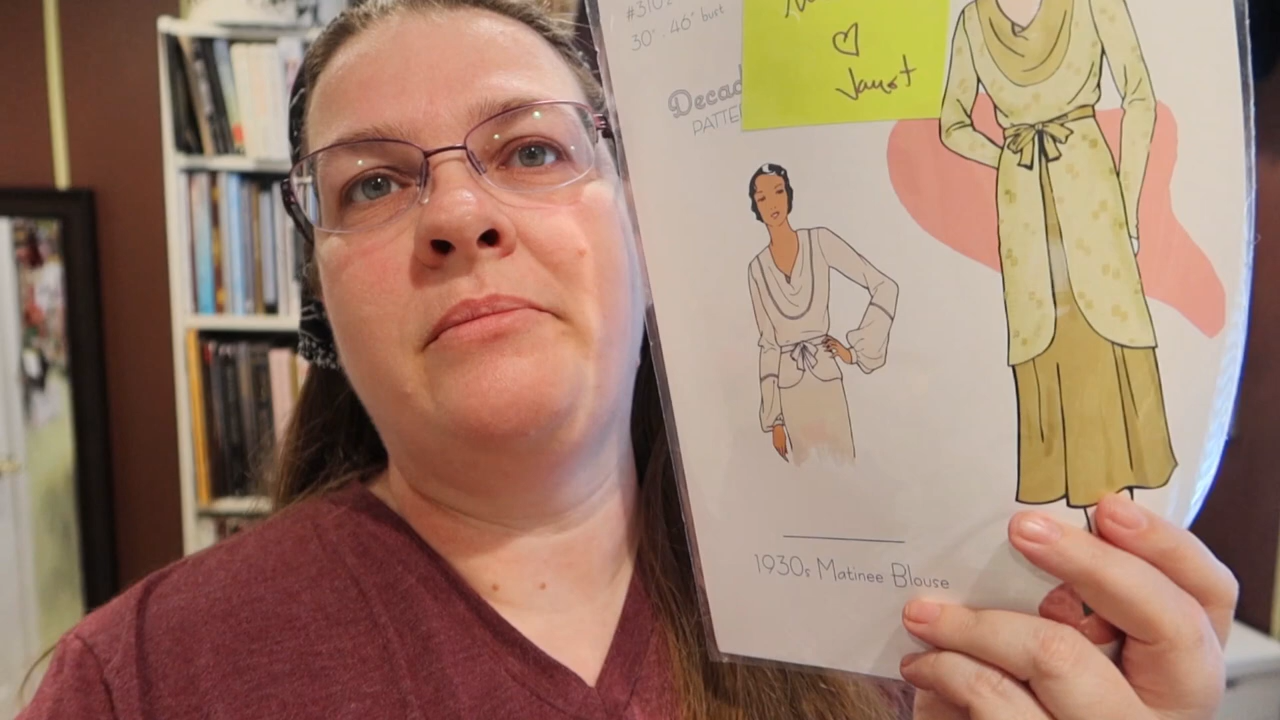 30" - 46" bust
Decad
PATTE
♡
Janet
1930s Matinee Blouse